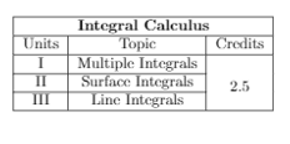 Integral Calculus
Units Topic Credits
I Multiple Integrals
II Surface Integrals 2.5
III Line Integrals